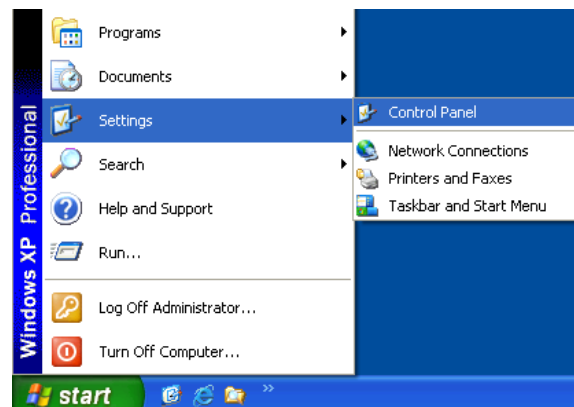 Programs
Documents
Settings
Search
Help and Support
Run...
Log Off Administrator...
Turn Off Computer...
Windows XP Professional
Control Panel
Network Connections
Printers and Faxes
Taskbar and Start Menu
start